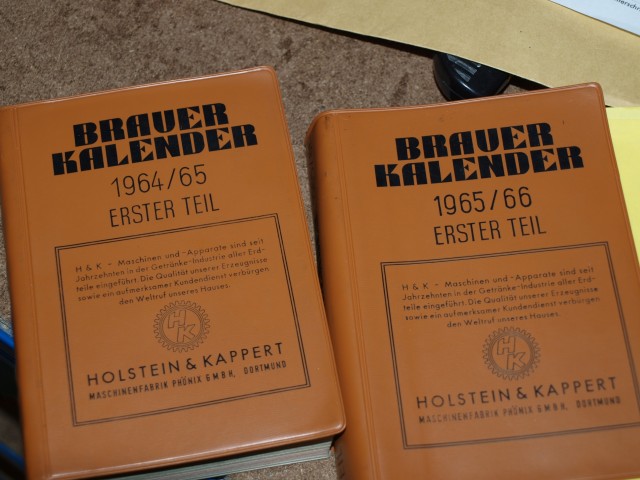 BRAUER
KALENDER
1964/65
ERSTER TEIL
H & K – Maschinen und -Apparate sind seit
Jahrzehnten in der Getränke-Industrie aller Erd-
teile eingeführt. Die Qualität unserer Erzeugnisse
sowie ein aufmerksamer Kundendienst verbürgen
den Weltruf unseres Hauses.
H K
HOLSTEIN & KAPPERT
MASCHINENFABRIK PHÖNIX GMBH. DORTMUND
BRAUER
KALENDER
1965/66
ERSTER TEIL
H & K – Maschinen und -Apparate sind seit
Jahrzehnten in der Getränke-Industrie aller Erd-
teile eingeführt. Die Qualität unserer Erzeugnisse
sowie ein aufmerksamer Kundendienst verbürgen
den Weltruf unseres Hauses.
H K
HOLSTEIN & KAPPERT
MASCHINENFABRIK PHÖNIX GMBH. DORTMUND